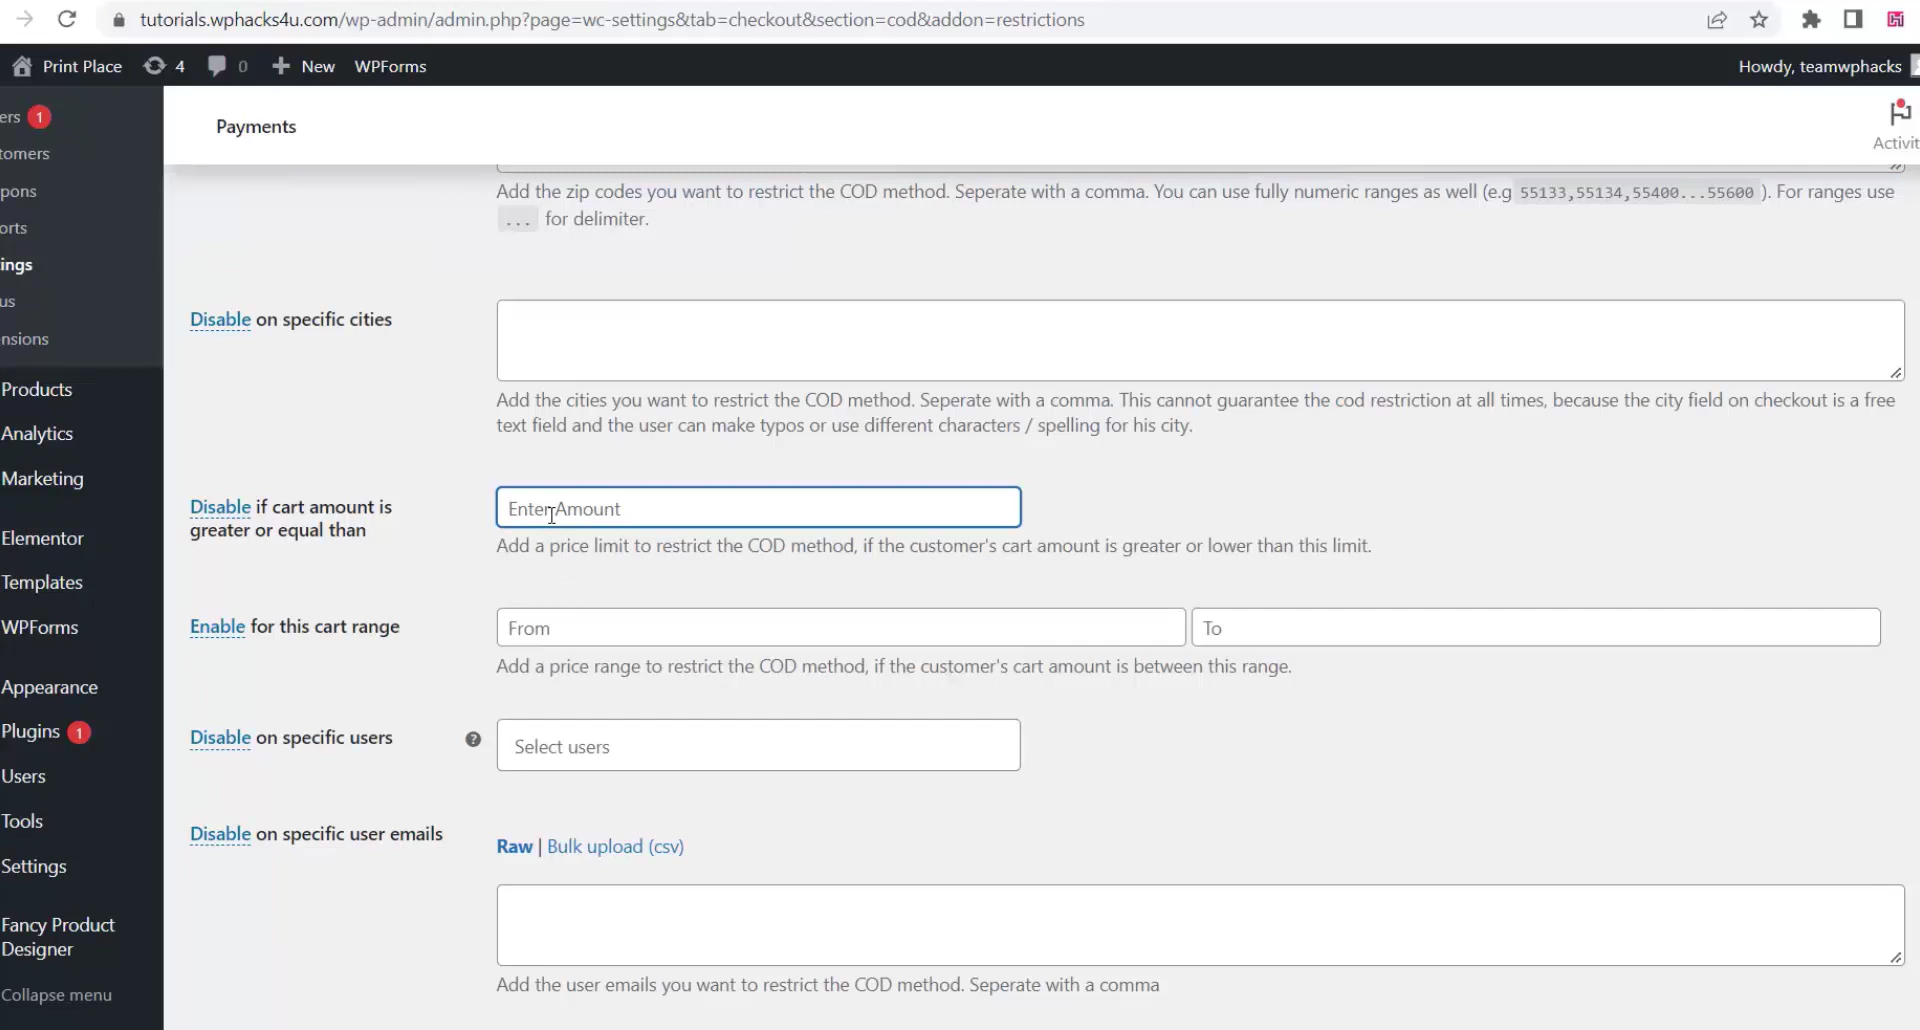 tutorials.wphacks4u.com/wp-admin/admin.php?page=wc-settings&tab=checkout&section=cod&addon=restrictions
Print Place 4 0 New WPForms Howdy, teamwphacks
ers 1
tomers
pons
orts
ings
us
ensions
Products
Analytics
Marketing
Elementor
Templates
WPForms
Appearance
Plugins 1
Users
Tools
Settings
Fancy Product
Designer
Collapse menu
Payments
Activit
Add the zip codes you want to restrict the COD method. Seperate with a comma. You can use fully numeric ranges as well (e.g 55133,55134,55400...55600 ). For ranges use
... for delimiter.
Disable on specific cities
Add the cities you want to restrict the COD method. Seperate with a comma. This cannot guarantee the cod restriction at all times, because the city field on checkout is a free
text field and the user can make typos or use different characters / spelling for his city.
Disable if cart amount is
greater or equal than
Enter Amount
Add a price limit to restrict the COD method, if the customer's cart amount is greater or lower than this limit.
Enable for this cart range
From To
Add a price range to restrict the COD method, if the customer's cart amount is between this range.
Disable on specific users ?
Select users
Disable on specific user emails
Raw | Bulk upload (csv)
Add the user emails you want to restrict the COD method. Seperate with a comma